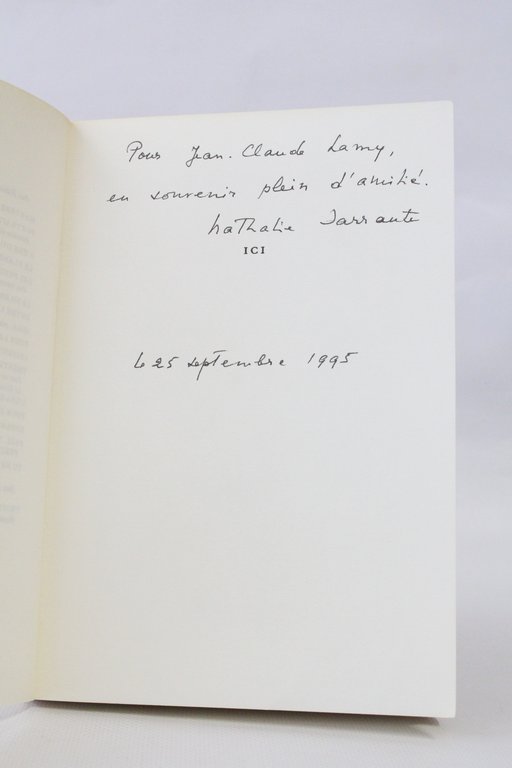 Pour Jean-Claude Lamy,
en souvenir plein d'amitié.
Nathalie Sarraute
ICI
le 25 septembre 1995